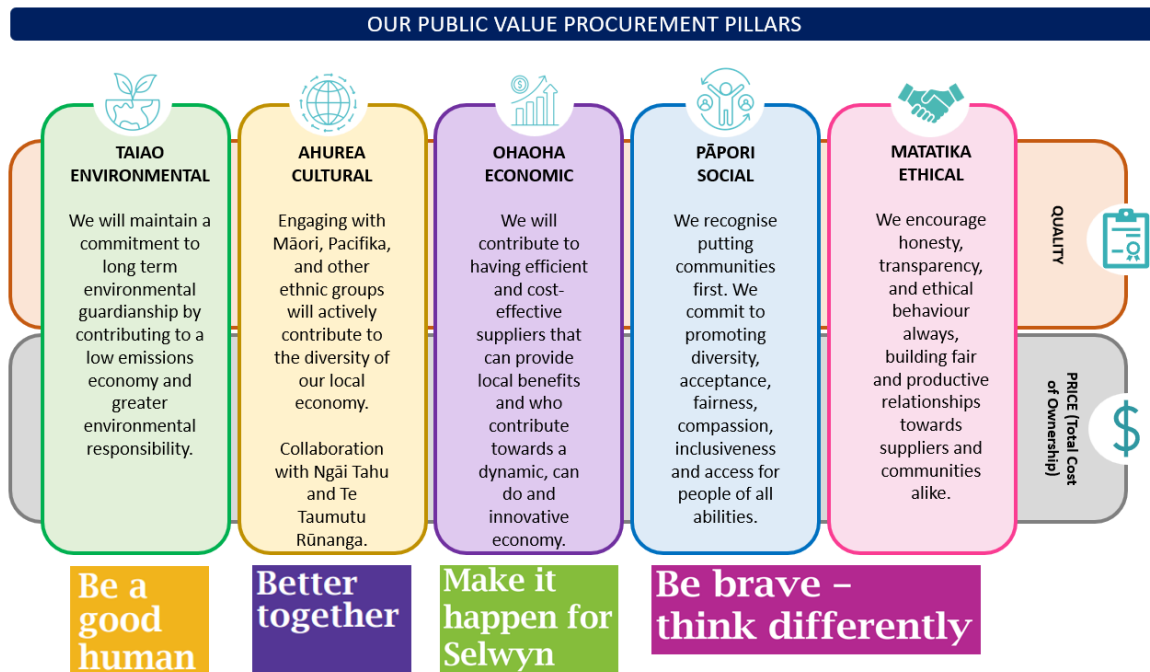 OUR PUBLIC VALUE PROCUREMENT PILLARS
TAIAO
ENVIRONMENTAL
We will maintain a
commitment to
long term
environmental
guardianship by
contributing to a
low emissions
economy and
greater
environmental
responsibility.
AHUREA
CULTURAL
Engaging with
Māori, Pacifika,
and other
ethnic groups
will actively
contribute to
the diversity of
our local
economy.
Collaboration
with Ngāi Tahu
and Te
Taumutu
Rūnanga.
OHAOHA
ECONOMIC
We will
contribute to
having efficient
and cost-
effective
suppliers that
can provide
local benefits
and who
contribute
towards a
dynamic, can
do and
innovative
economy.
PĀPORI
SOCIAL
We recognise
putting
communities
first. We
commit to
promoting
diversity,
acceptance,
fairness,
compassion,
inclusiveness
and access for
people of all
abilities.
MATATIKA
ETHICAL
We encourage
honesty,
transparency,
and ethical
behaviour
always,
building fair
and productive
relationships
towards
suppliers and
communities
alike.
QUALITY
PRICE (Total Cost
of Ownership)
$
$
Be a
good
human
Better
together
Make it
happen for
Selwyn
Be brave –
think differently